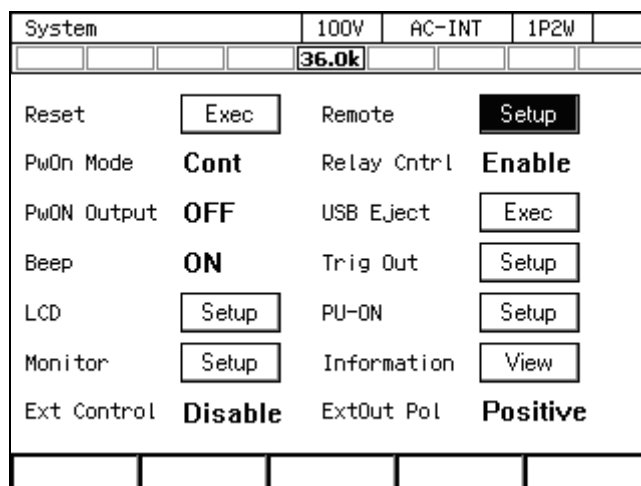 System 100V AC-INT 1P2W
36.0k
Reset Exec Remote Setup
PwOn Mode Cont Relay Cntrl Enable
PwON Output OFF USB Eject Exec
Beep ON Trig Out Setup
LCD Setup PU-ON Setup
Monitor Setup Information View
Ext Control Disable ExtOut Pol Positive